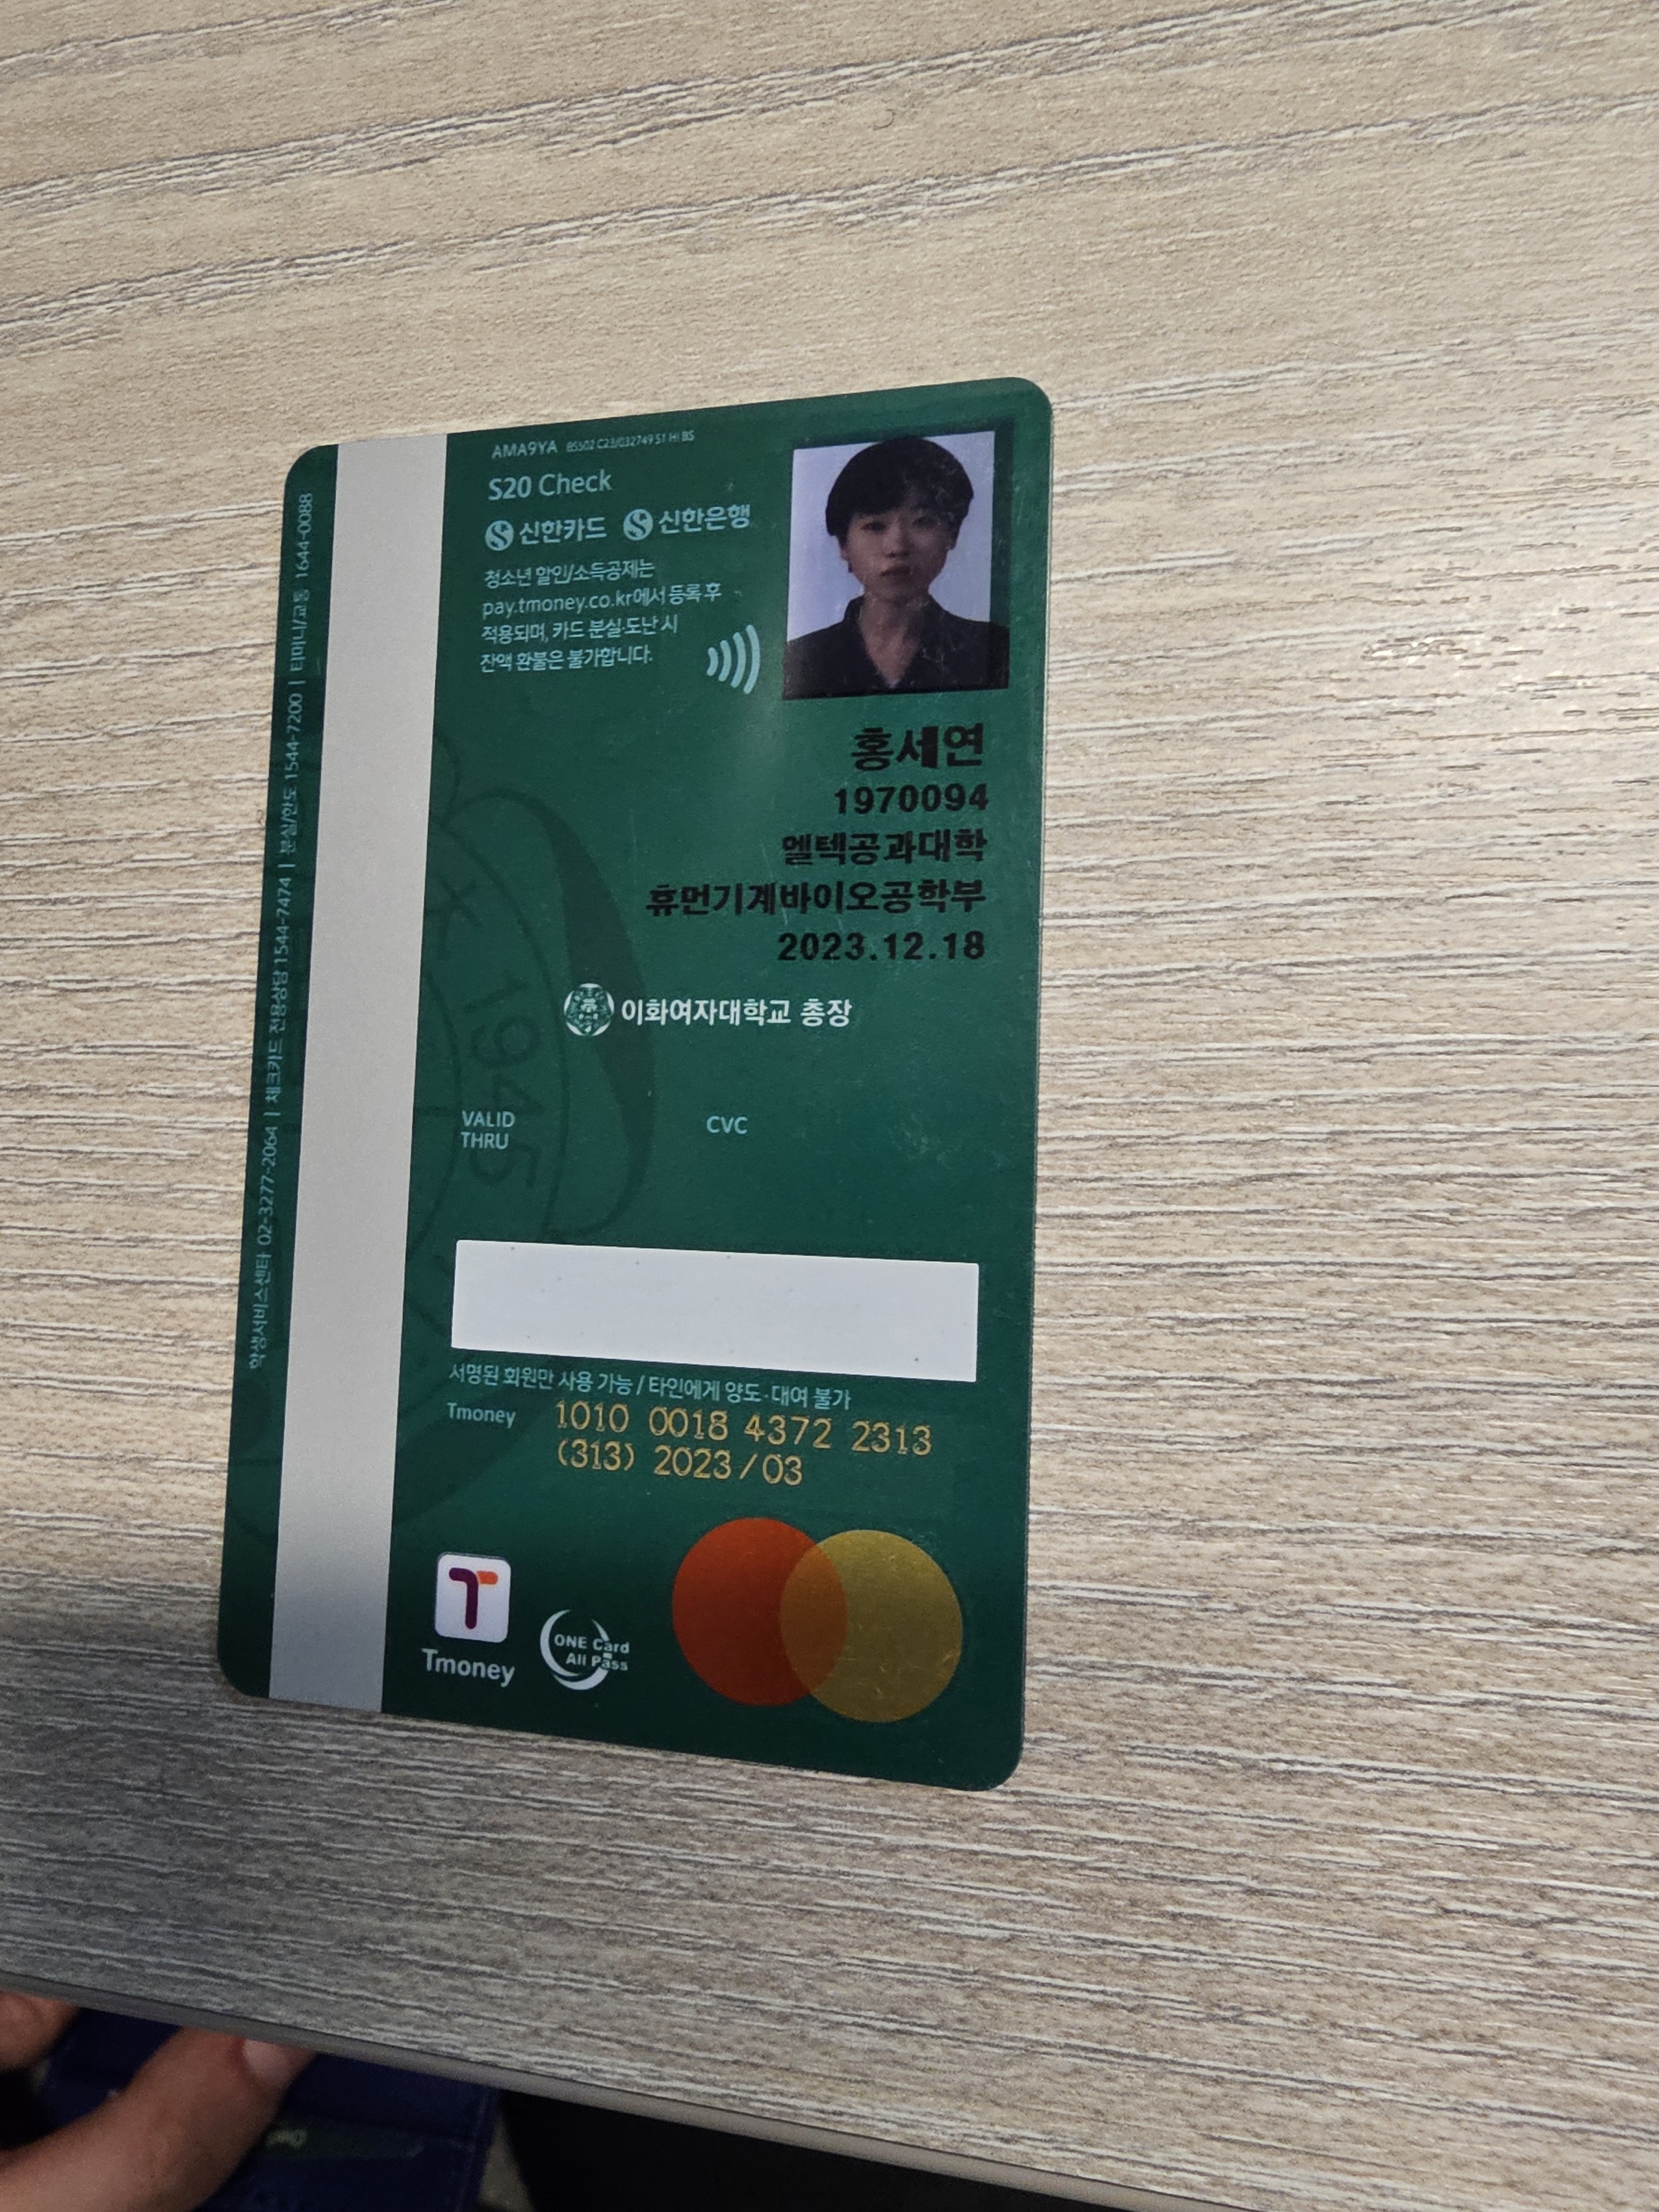 AMA9YA
S20 Check
신한카드 신한은행
청소년 할인/소득공제는
pay.tmoney.co.kr에서 등록 후
적용되며, 카드 분실·도난 시
잔액 환불은 불가합니다.
홍세연
1970094
엘텍공과대학
휴먼기계바이오공학부
2023.12.18
이화여자대학교 총장
1945
VALID
THRU
CVC
서명된 회원만 사용 가능 / 타인에게 양도·대여 불가
Tmoney 1010 0018 4372 2313
(313) 2023/03
T
Tmoney
ONE Card
All Pass
학생서비스센터 02-3277-2064 | 체크카드 전용상담 1544-7474 | 분실/한도 1544-7200 | 티머니/교통 1644-0088